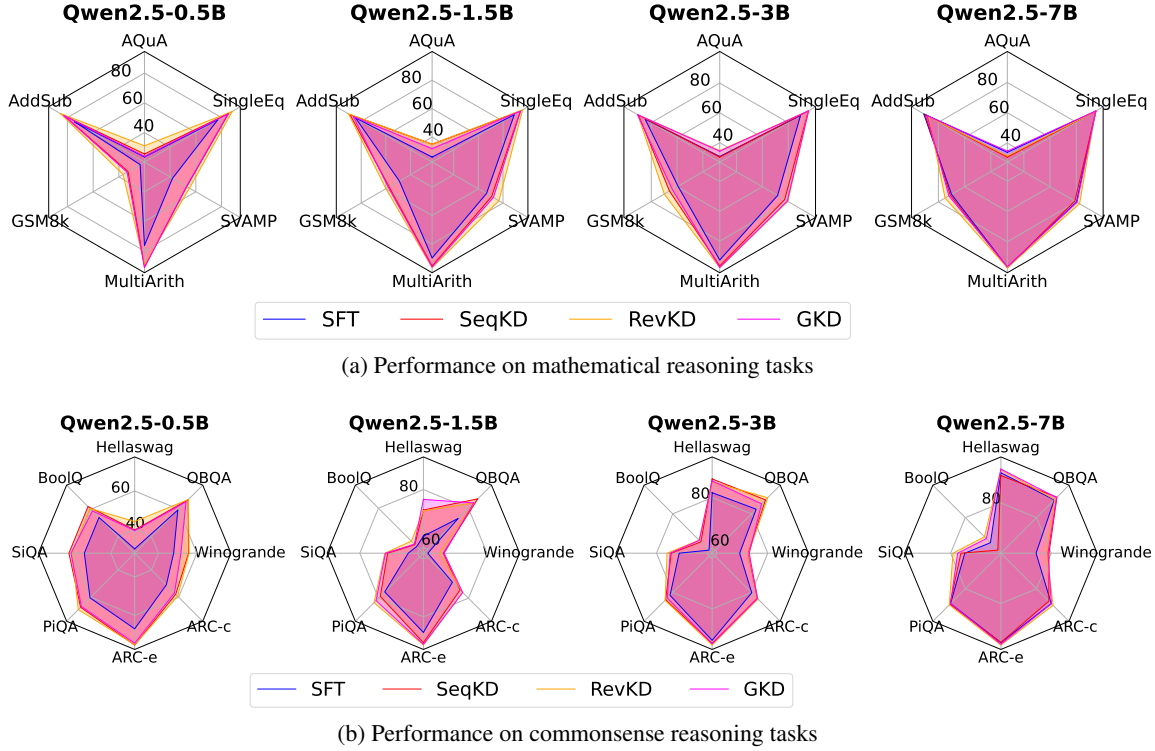 Qwen2.5-0.5B Qwen2.5-1.5B Qwen2.5-3B Qwen2.5-7B
AQuA AQuA AQuA AQuA
80 80 80 80
AddSub SingleEq AddSub SingleEq AddSub SingleEq AddSub SingleEq
60 60 60 60
40 40 40 40
GSM8k SVAMP GSM8k SVAMP GSM8k SVAMP GSM8k SVAMP
MultiArith MultiArith MultiArith MultiArith
SFT SeqKD RevKD GKD
(a) Performance on mathematical reasoning tasks
Qwen2.5-0.5B Qwen2.5-1.5B Qwen2.5-3B Qwen2.5-7B
Hellaswag Hellaswag Hellaswag Hellaswag
BoolQ OBQA BoolQ OBQA BoolQ OBQA BoolQ OBQA
60 80 80 80
40 60 60
SiQA Winogrande SiQA Winogrande SiQA Winogrande SiQA Winogrande
PiQA ARC-c PiQA ARC-c PiQA ARC-c PiQA ARC-c
ARC-e ARC-e ARC-e ARC-e
SFT SeqKD RevKD GKD
(b) Performance on commonsense reasoning tasks